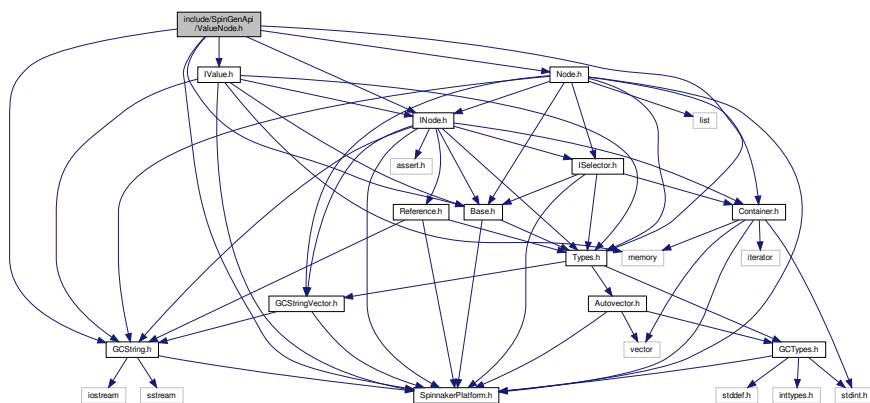 include/SpinGenApi
/ValueNode.h
IValue.h
Node.h
INode.h
list
assert.h
ISelector.h
Reference.h
Base.h
Container.h
Types.h
memory
iterator
GCStringVector.h
Autovector.h
GCString.h
vector
GCTypes.h
iostream
sstream
SpinnakerPlatform.h
stddef.h
inttypes.h
stdint.h